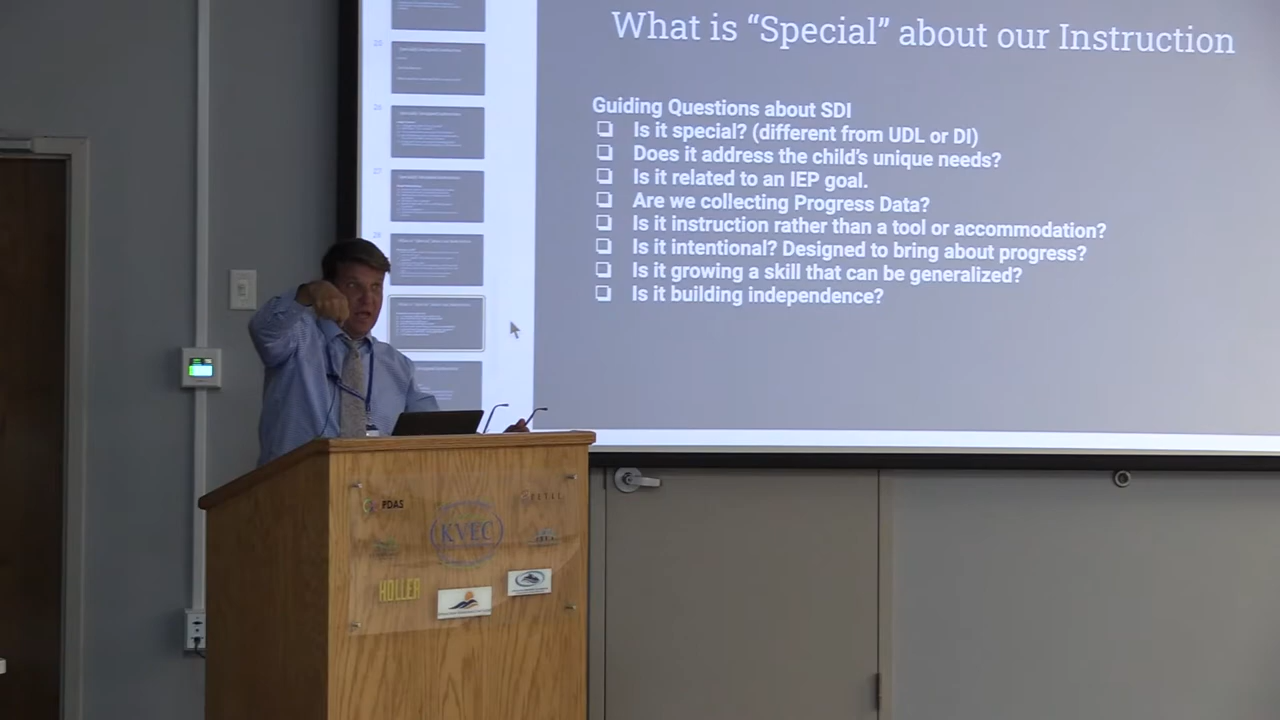 What is “Special” about our Instruction
Guiding Questions about SDI
Is it special? (different from UDL or DI)
Does it address the child's unique needs?
Is it related to an IEP goal.
Are we collecting Progress Data?
Is it instruction rather than a tool or accommodation?
Is it intentional? Designed to bring about progress?
Is it growing a skill that can be generalized?
Is it building independence?
27
PDAS
KVEC
HOLLER